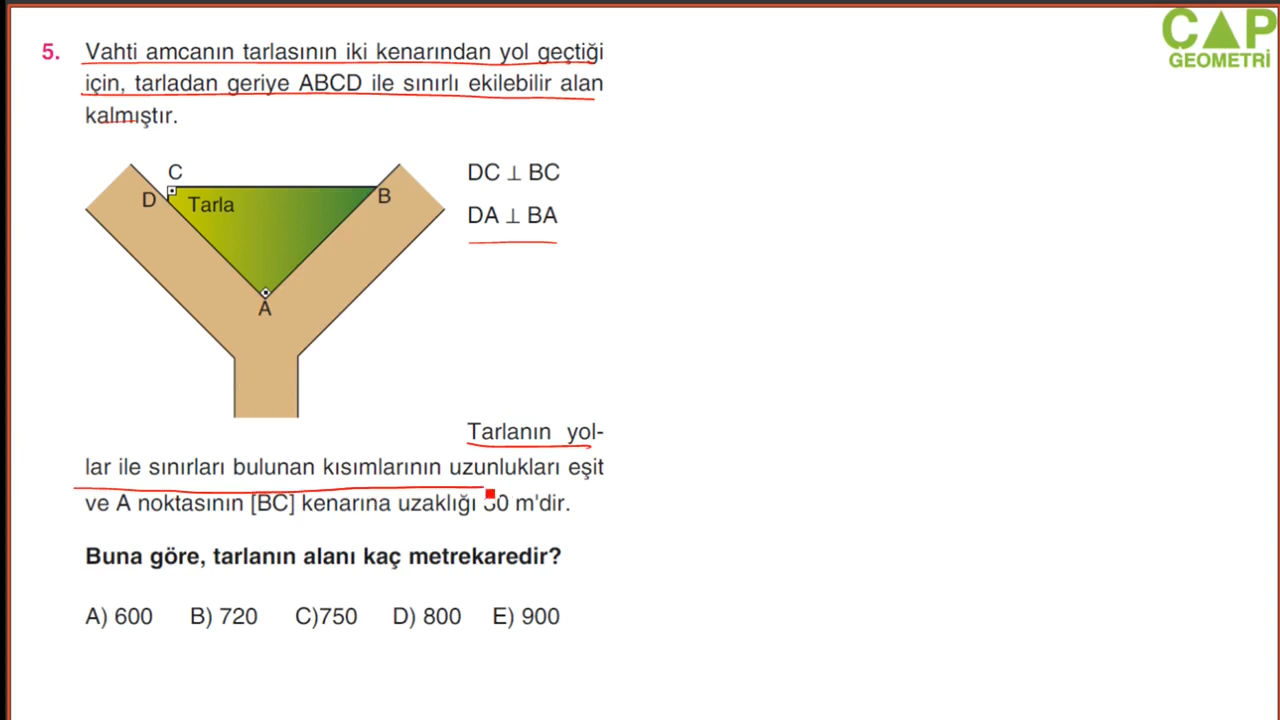 ÇAP
GEOMETRİ
5. Vahti amcanın tarlasının iki kenarından yol geçtiği
için, tarladan geriye ABCD ile sınırlı ekilebilir alan
kalmıştır.
C
D
Tarla
B
A
DC ⊥ BC
DA ⊥ BA
Tarlanın yol-
lar ile sınırları bulunan kısımlarının uzunlukları eşit
ve A noktasının [BC] kenarına uzaklığı m'dir.
Buna göre, tarlanın alanı kaç metrekaredir?
A) 600 B) 720 C)750 D) 800 E) 900